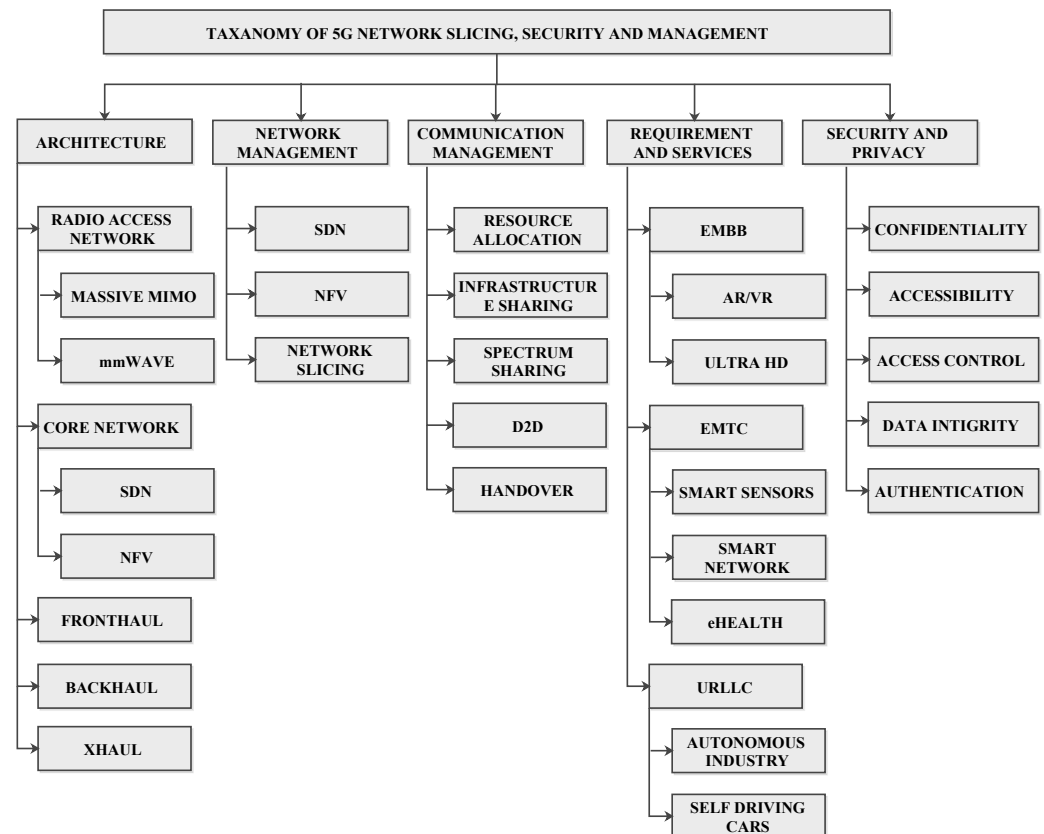 TAXANOMY OF 5G NETWORK SLICING, SECURITY AND MANAGEMENT
ARCHITECTURE
RADIO ACCESS
NETWORK
MASSIVE MIMO
mmWAVE
CORE NETWORK
SDN
NFV
FRONTHAUL
BACKHAUL
XHAUL
NETWORK
MANAGEMENT
SDN
NFV
NETWORK
SLICING
COMMUNICATION
MANAGEMENT
RESOURCE
ALLOCATION
INFRASTRUCTUR
E SHARING
SPECTRUM
SHARING
D2D
HANDOVER
REQUIREMENT
AND SERVICES
EMBB
AR/VR
ULTRA HD
EMTC
SMART SENSORS
SMART
NETWORK
eHEALTH
URLLC
AUTONOMOUS
INDUSTRY
SELF DRIVING
CARS
SECURITY AND
PRIVACY
CONFIDENTIALITY
ACCESSIBILITY
ACCESS CONTROL
DATA INTIGRITY
AUTHENTICATION